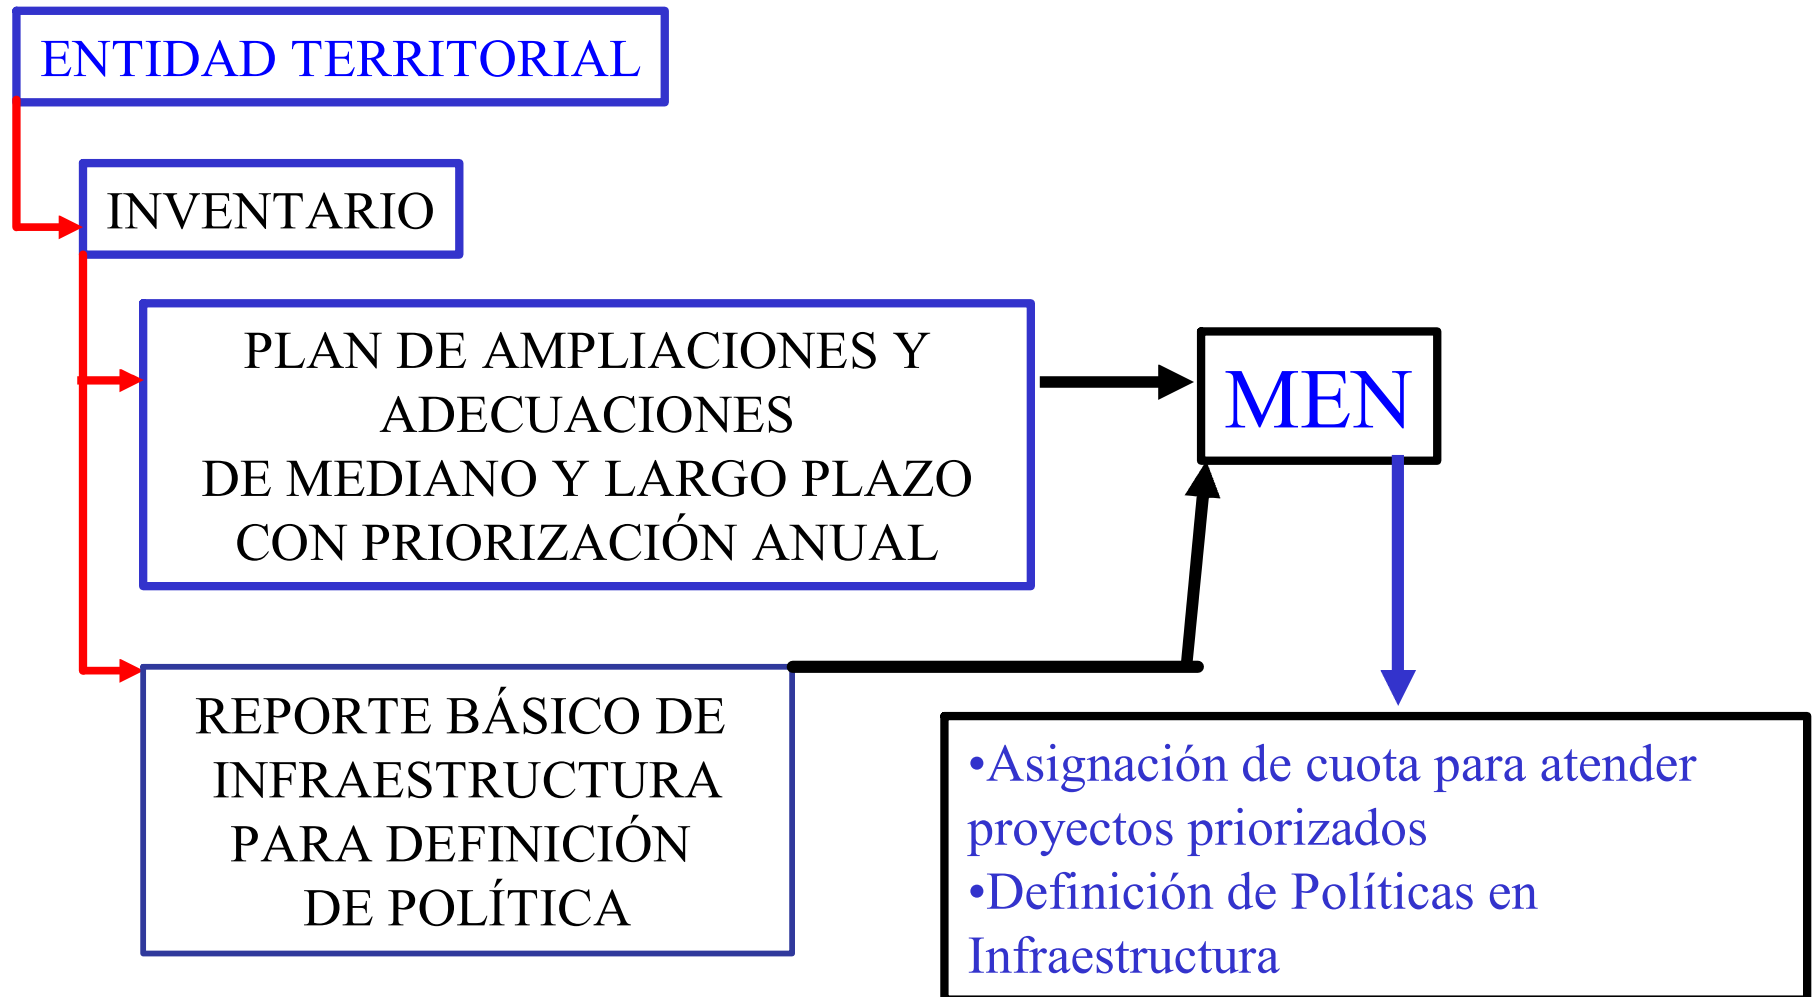 ENTIDAD TERRITORIAL
INVENTARIO
PLAN DE AMPLIACIONES Y
ADECUACIONES
DE MEDIANO Y LARGO PLAZO
CON PRIORIZACIÓN ANUAL
MEN
REPORTE BÁSICO DE
INFRAESTRUCTURA
PARA DEFINICIÓN
DE POLÍTICA
•Asignación de cuota para atender
proyectos priorizados
•Definición de Políticas en
Infraestructura